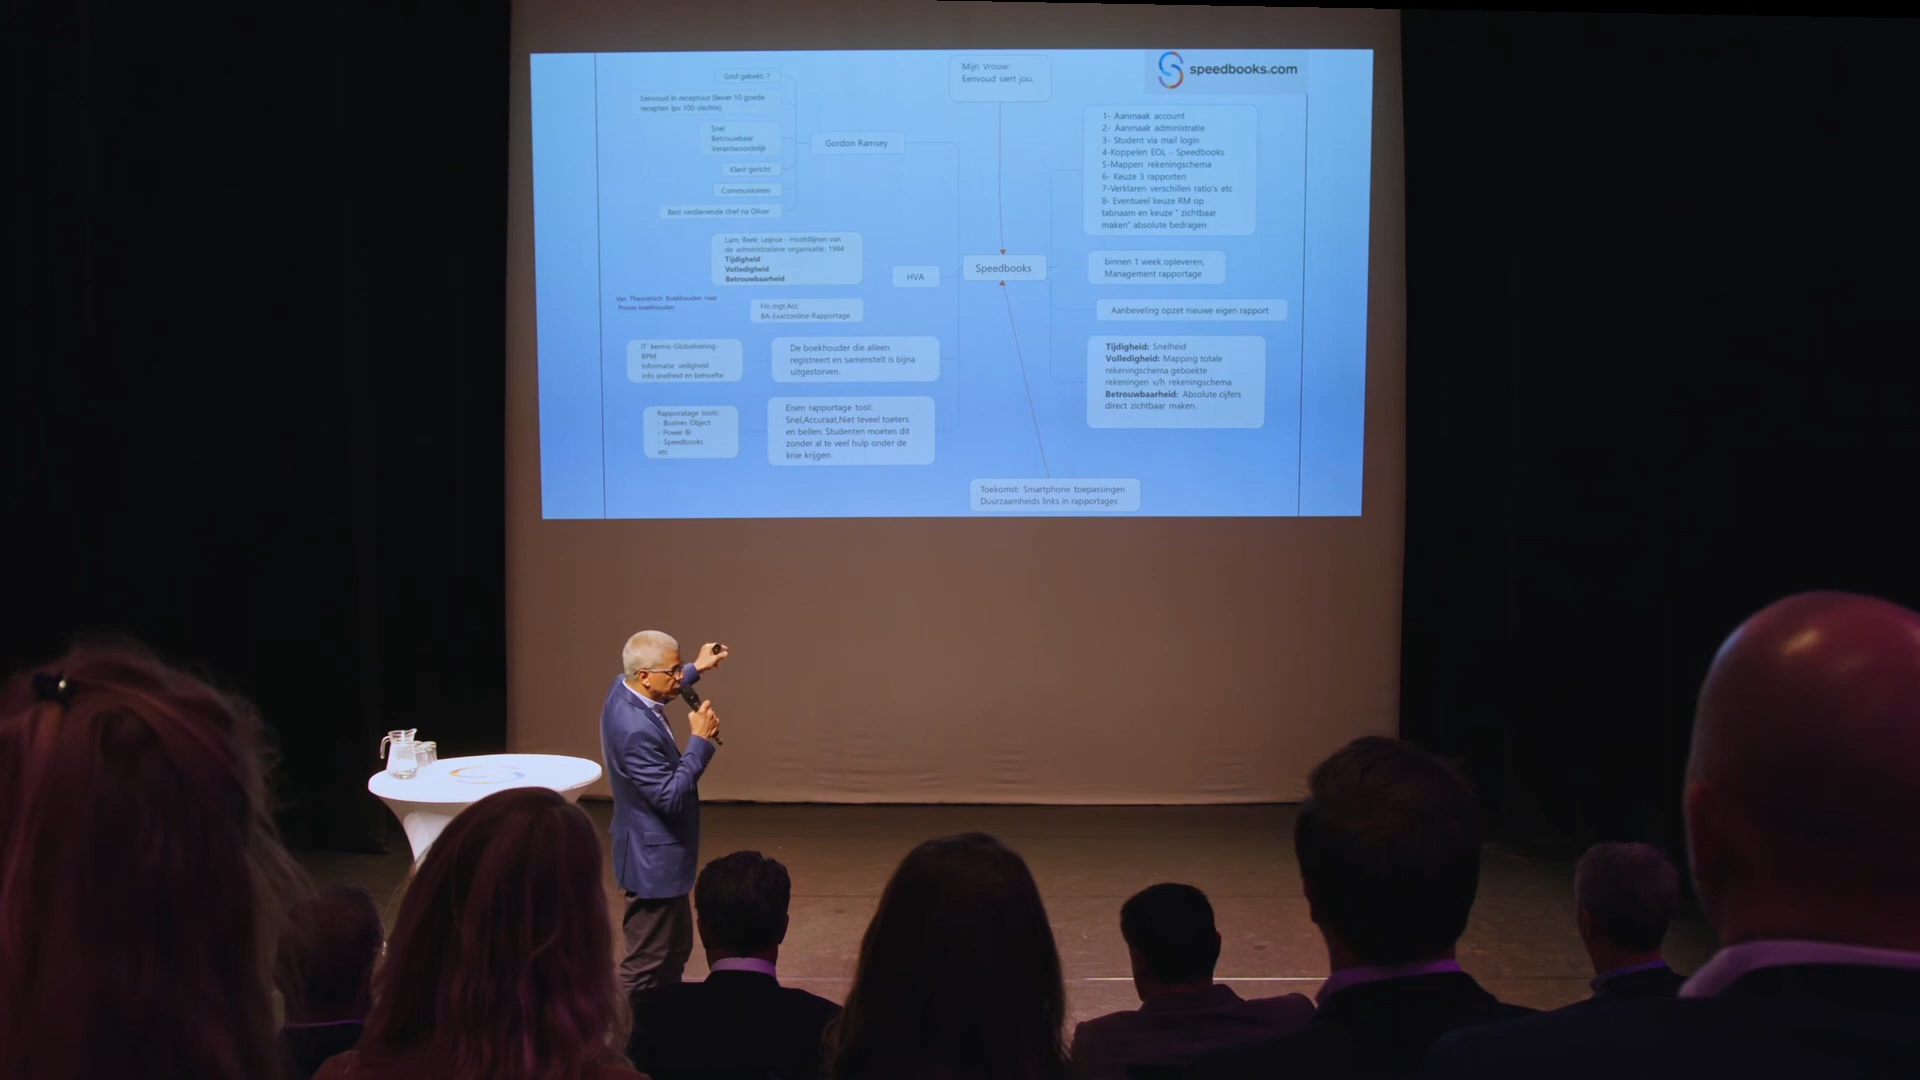 speedbooks.com
Mijn Vrouw:
Eenvoud siert jou.
Grof gebekt. ?
Eenvoud in receptuur (liever 10 goede
recepten ipv 100 slechte)
Snel
Betrouwbaar
Verantwoordelijk
Klant gericht
Communiceren
Best verdienende chef na Oliver
Gordon Ramsey
Lam; Beek; Leijnse - Hoofdlijnen van
de administratieve organisatie 1984
Tijdigheid
Volledigheid
Betrouwbaarheid
HVA
Van Theoretisch Boekhouden naar
Proces boekhouden
Fin.mgt.Acc
BA-Exactonline-Rapportage
IT kennis-Globalisering-
BPM
Informatie veiligheid
info snelheid en behoefte
De boekhouder die alleen
registreert en samenstelt is bijna
uitgestorven.
Rapporatage tools:
- Busines Object
- Power Bi
- Speedbooks
etc
Eisen rapportage tool:
Snel,Accuraat,Niet teveel toeters
en bellen. Studenten moeten dit
zonder al te veel hulp onder de
knie krijgen
Speedbooks
1- Aanmaak account
2- Aanmaak administratie
3- Student via mail login
4-Koppelen EOL - Speedbooks
5-Mappen rekeningschema
6- Keuze 3 rapporten
7-Verklaren verschillen ratio's etc
8- Eventueel keuze RM op
tabnaam en keuze " zichtbaar
maken" absolute bedragen
binnen 1 week opleveren,
Management rapportage
Aanbeveling opzet nieuwe eigen rapport
Tijdigheid: Snelheid
Volledigheid: Mapping totale
rekeningschema geboekte
rekeningen v/h rekeningschema
Betrouwbaarheid: Absolute cijfers
direct zichtbaar maken.
Toekomst: Smartphone toepassingen
Duurzaamheids links in rapportages